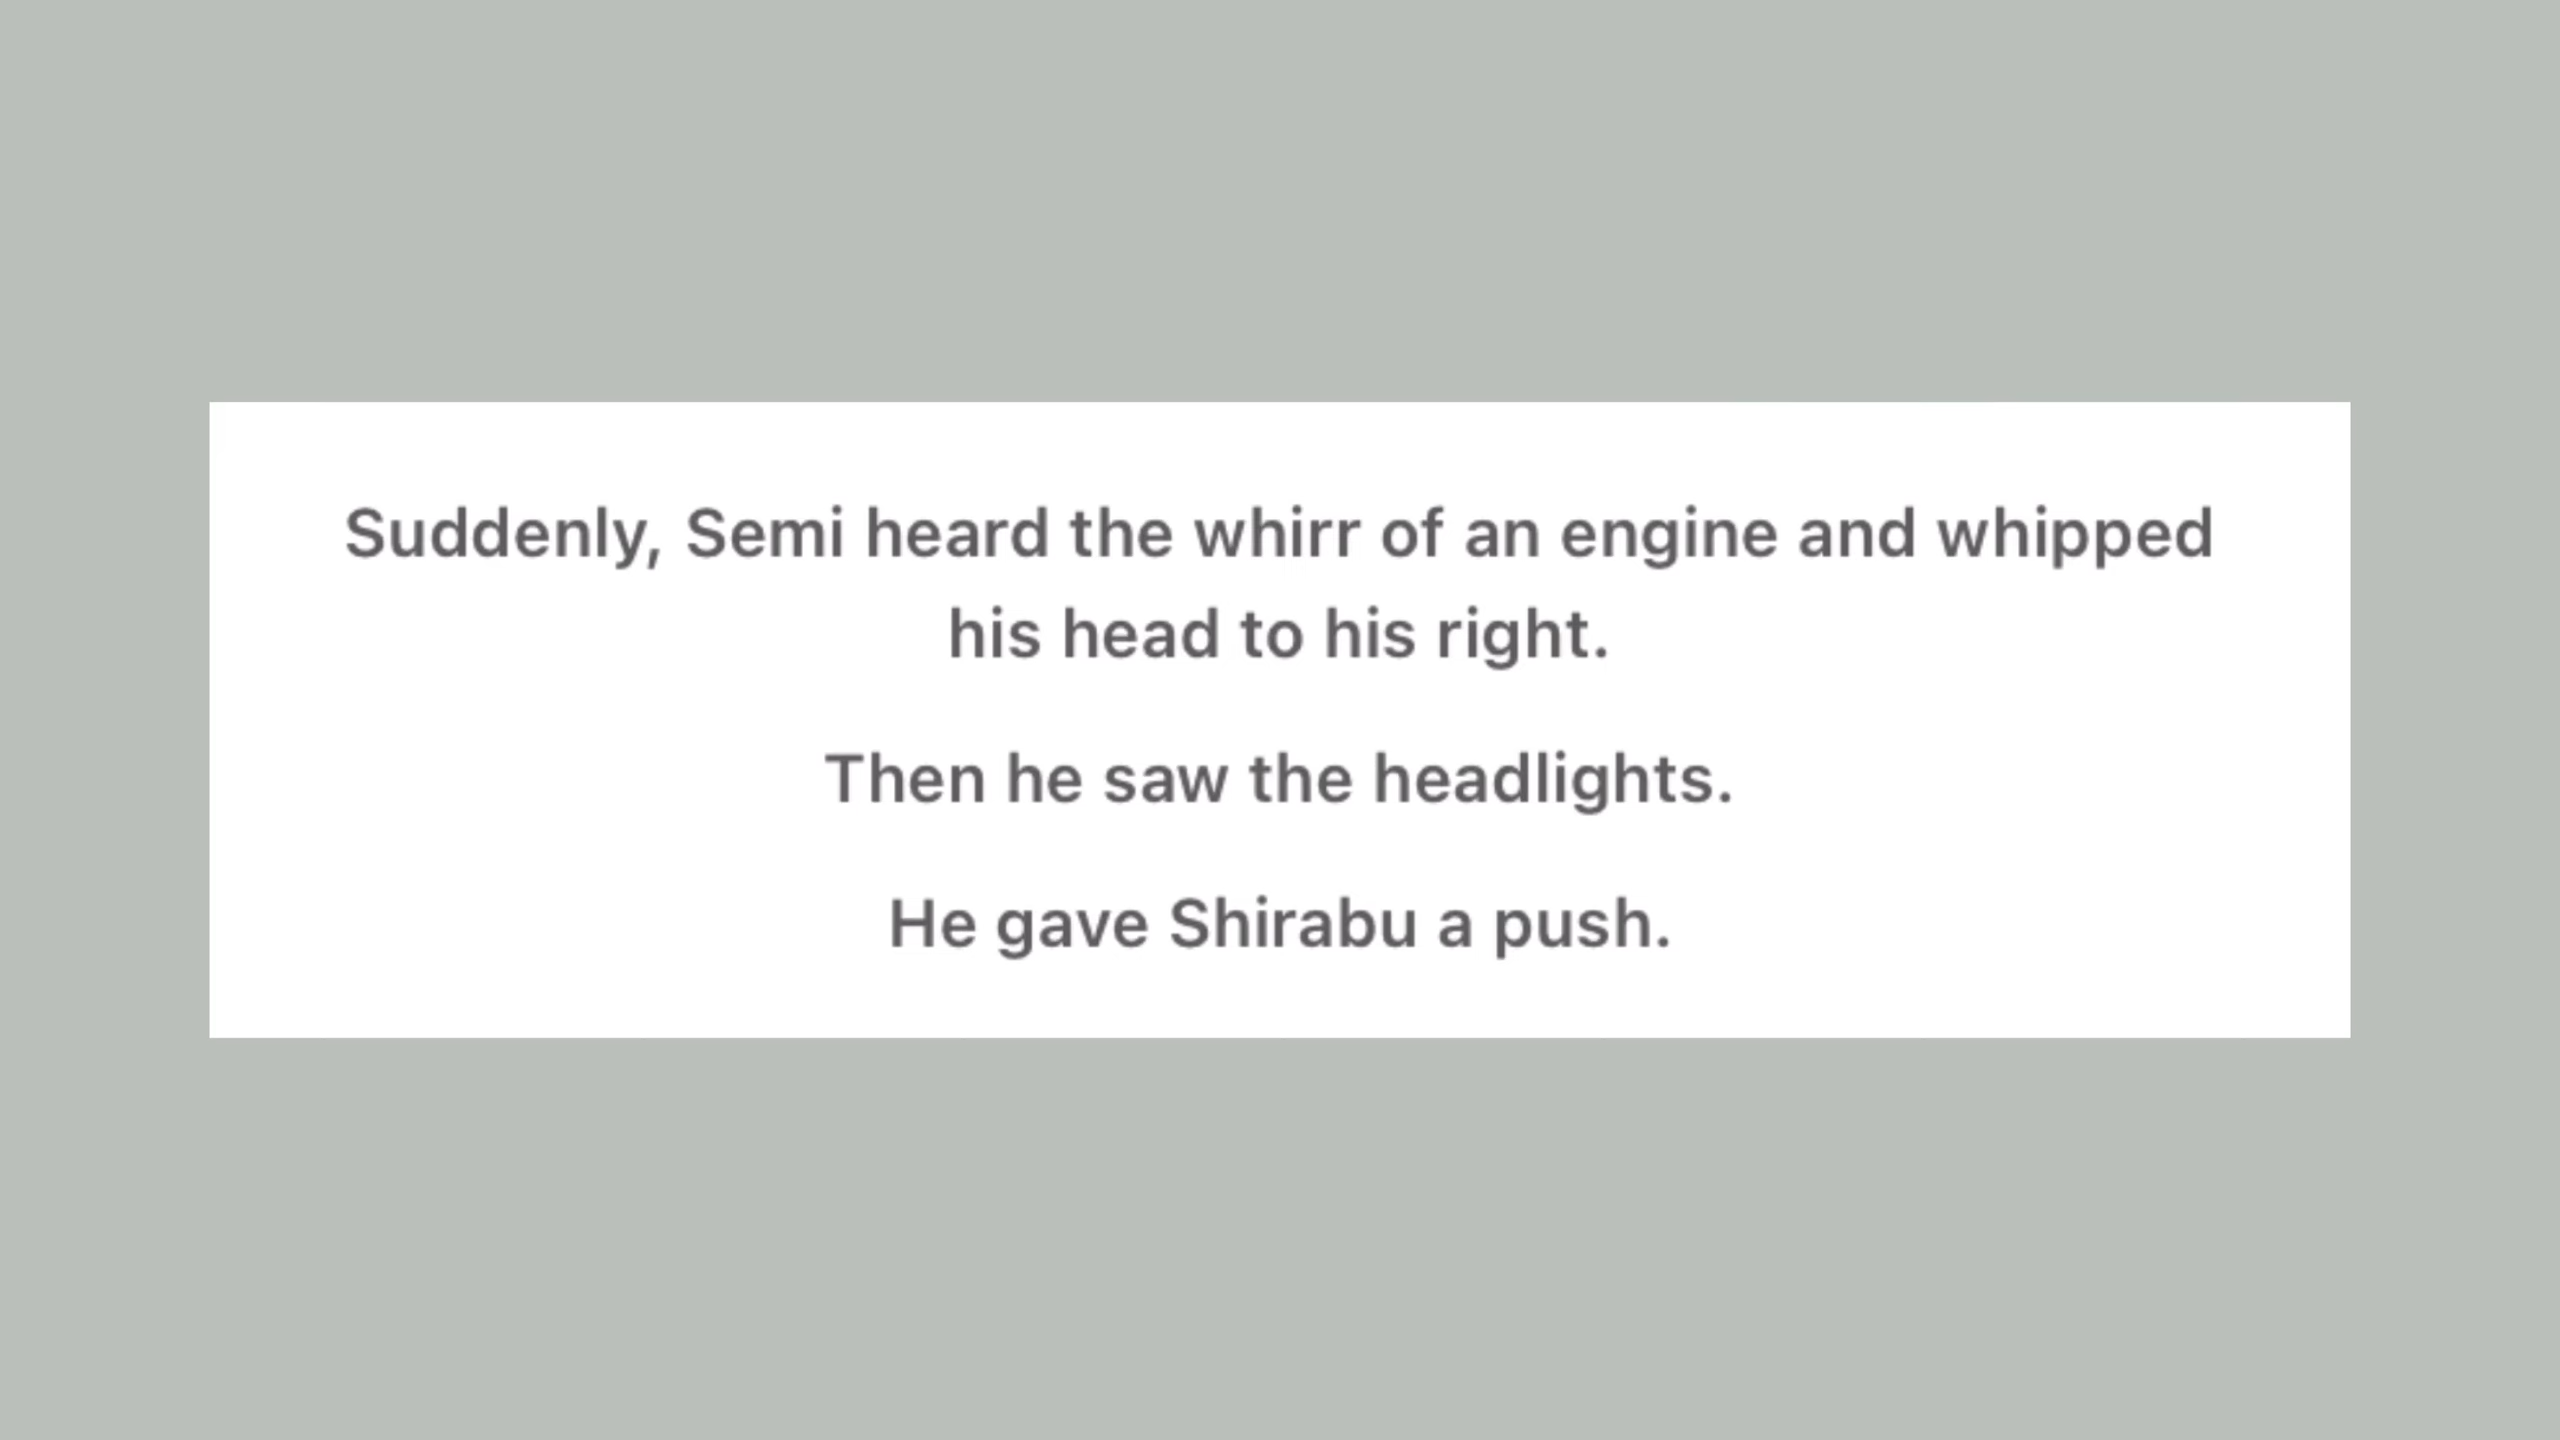 Suddenly, Semi heard the whirr of an engine and whipped
his head to his right.
Then he saw the headlights.
He gave Shirabu a push.